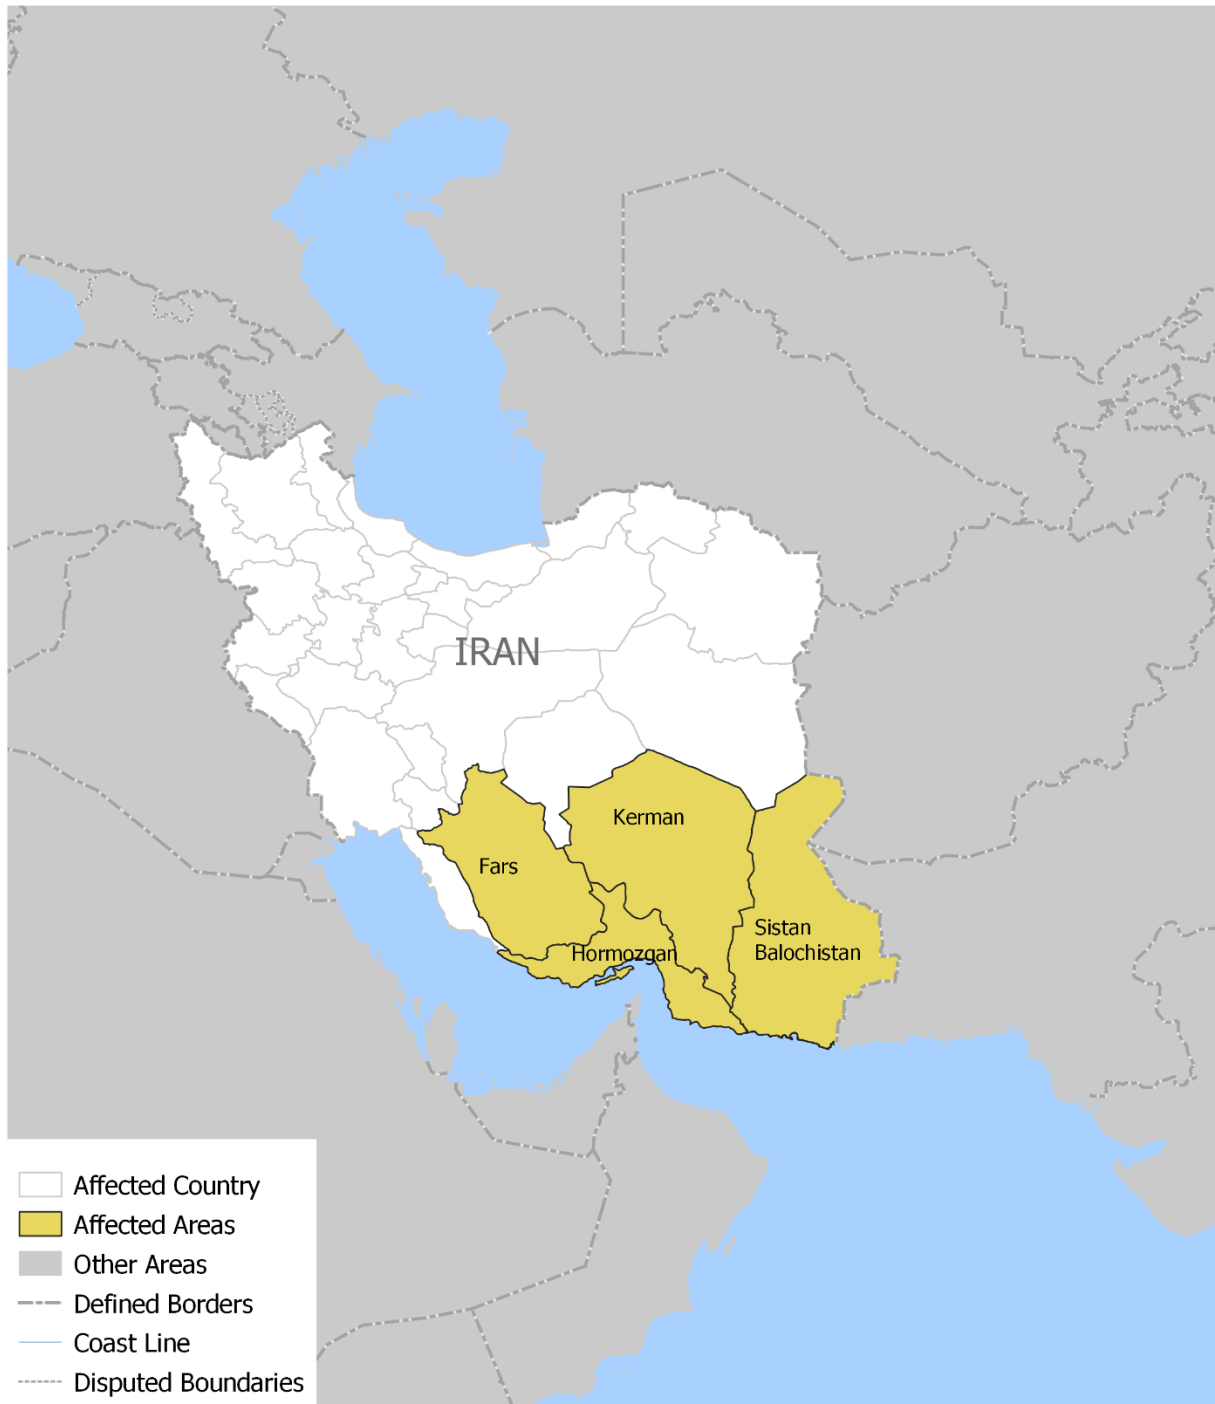 IRAN
Kerman
Fars
Sistan
Balochistan
Hormozgan
Affected Country
Affected Areas
Other Areas
Defined Borders
Coast Line
Disputed Boundaries